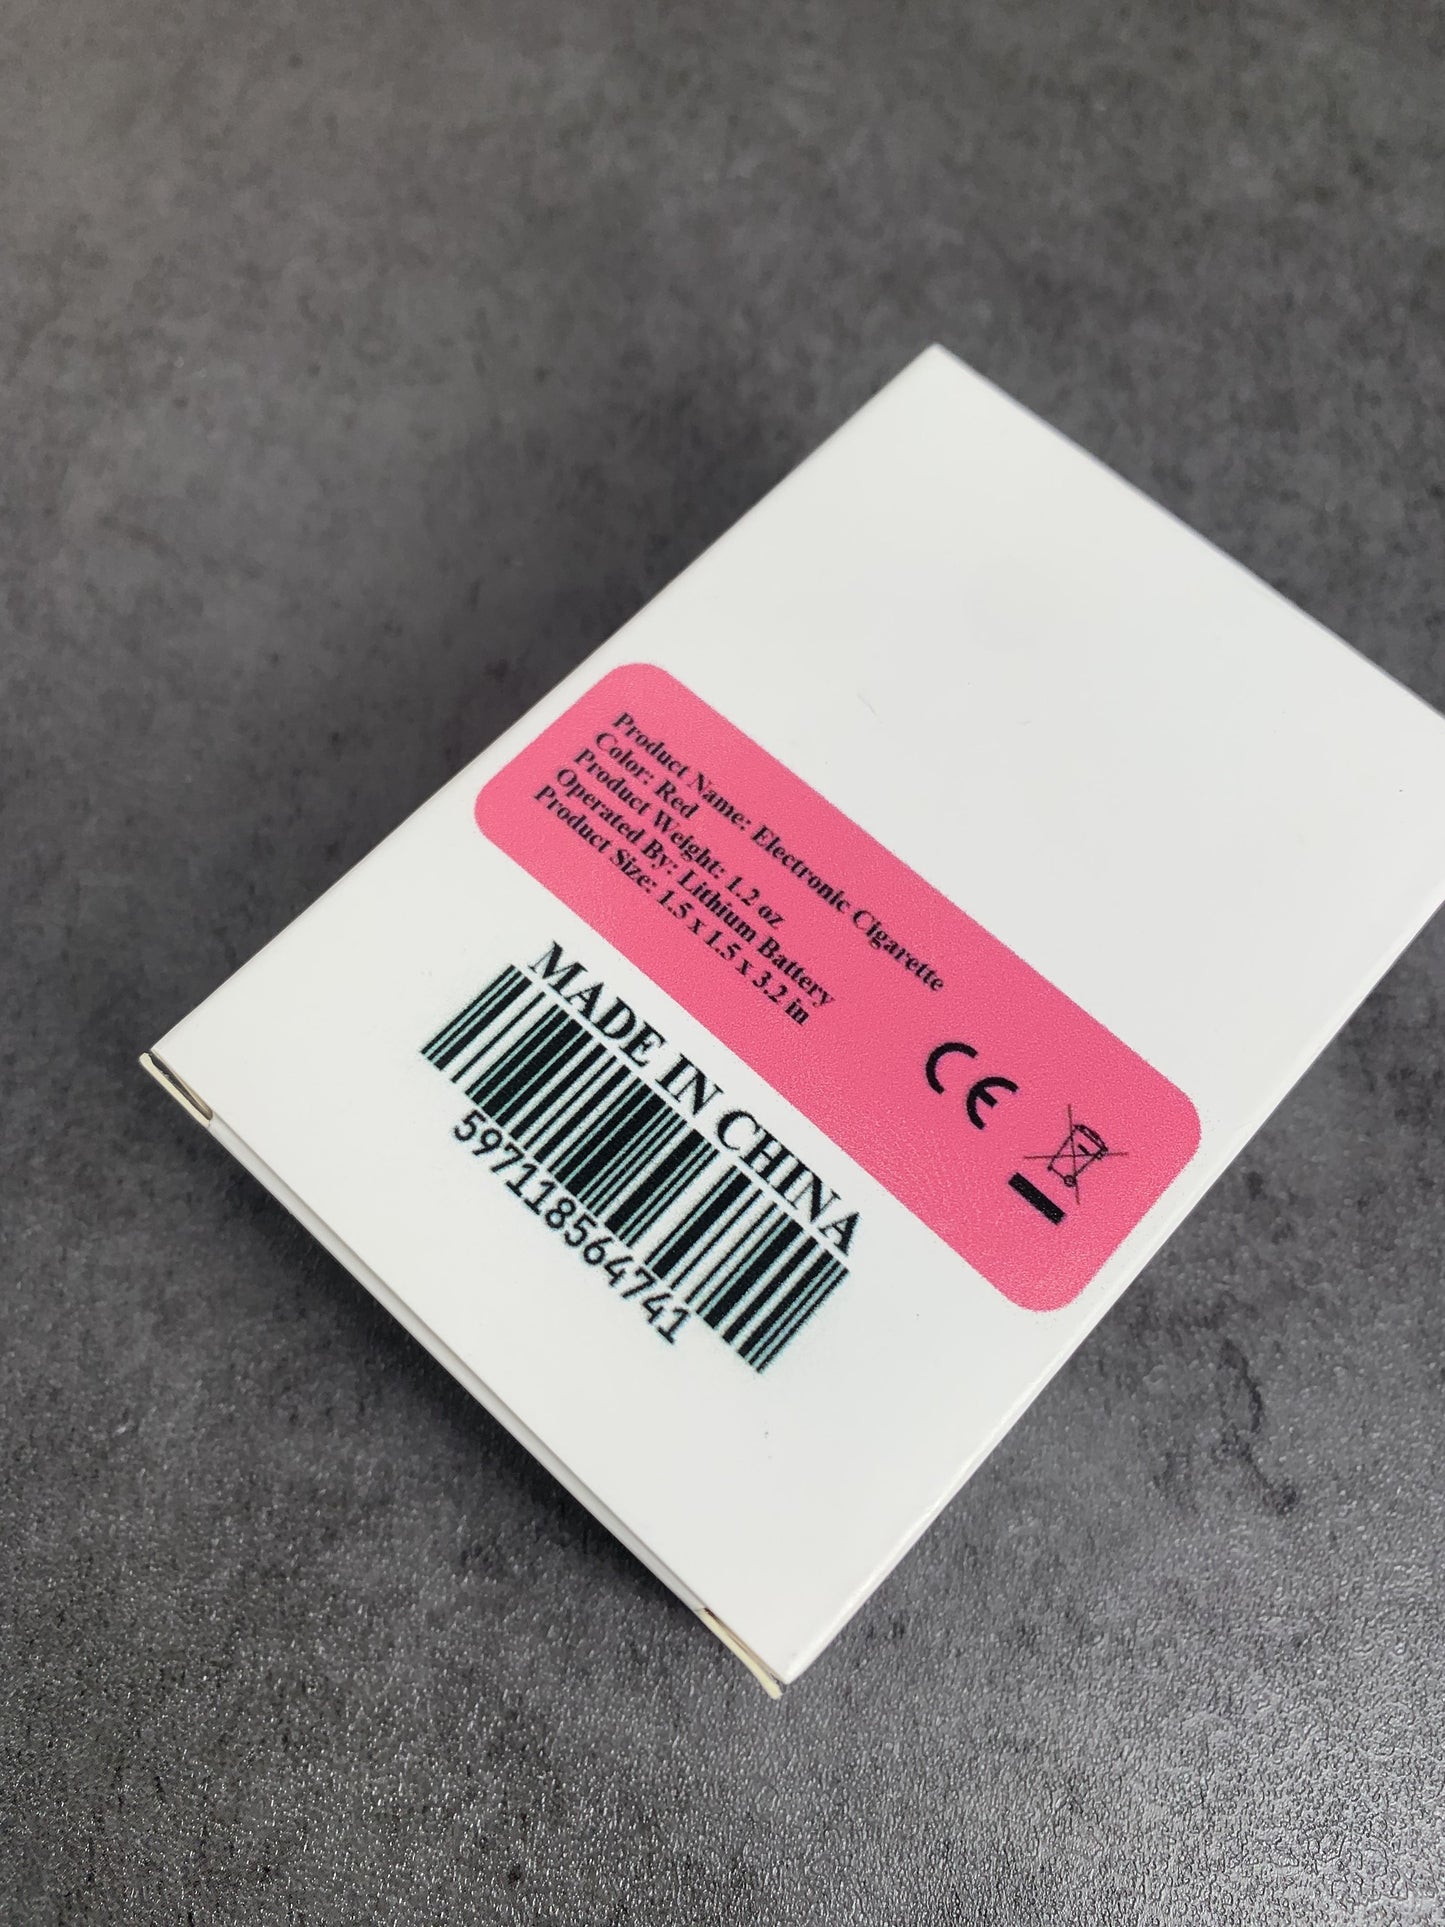 Product Name: Electronic Cigarette
Color: Red
Product Weight: 1.2 oz
Operated By: Lithium Battery
Product Size: 1.5 x 1.5 x 3.2 in
CE
MADE IN CHINA
5971185664741